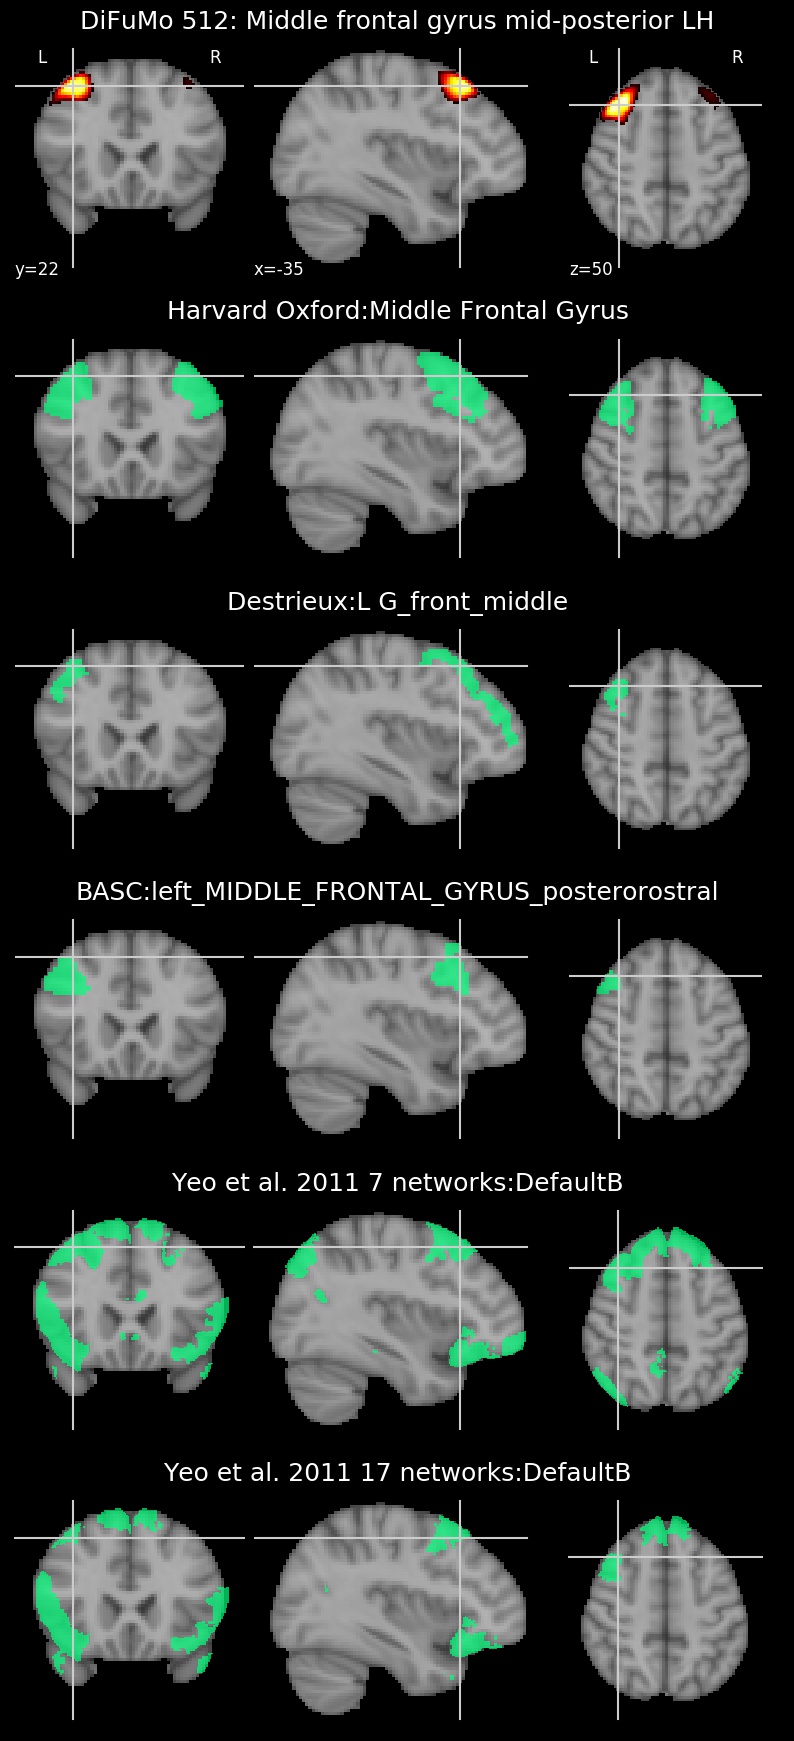 DiFuMo 512: Middle frontal gyrus mid-posterior LH
L R L R
y=22 x=-35 z=50
Harvard Oxford:Middle Frontal Gyrus
Destrieux:L G_front_middle
BASC:left_MIDDLE_FRONTAL_GYRUS_posterorostral
Yeo et al. 2011 7 networks:DefaultB
Yeo et al. 2011 17 networks:DefaultB